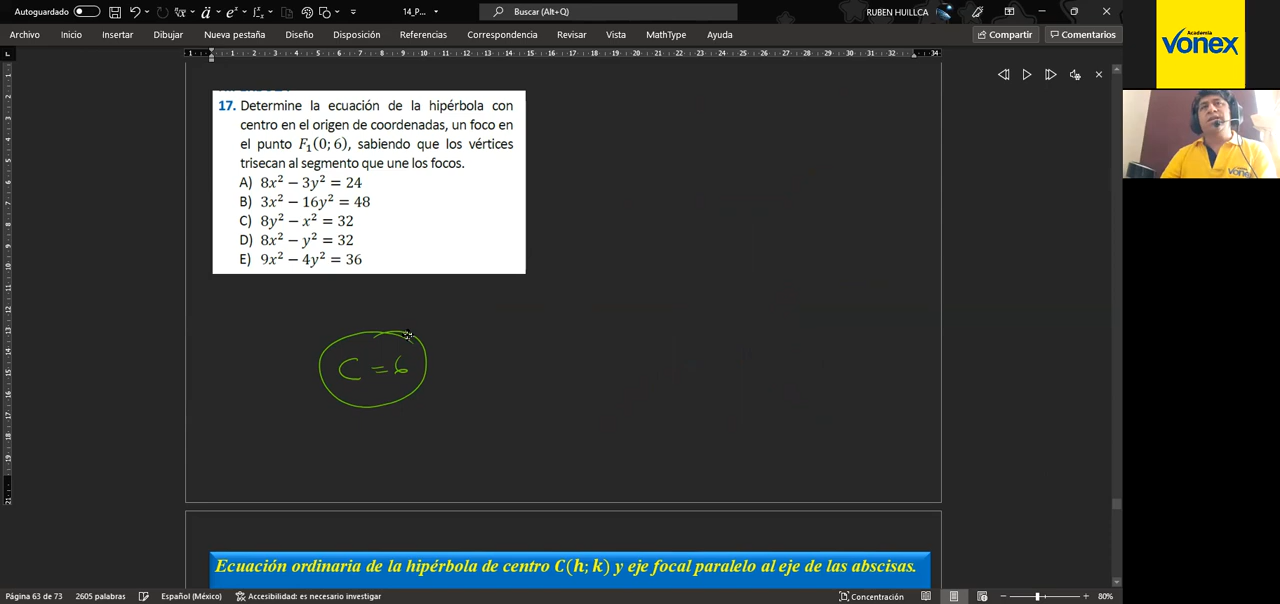 Autoguardado
14_P...
Buscar (Alt+Q)
RUBEN HUILLCA
Archivo Inicio Insertar Dibujar Nueva pestaña Diseño Disposición Referencias Correspondencia Revisar Vista MathType Ayuda
Compartir Comentarios
Academia
Vonex
17. Determine la ecuación de la hipérbola con
centro en el origen de coordenadas, un foco en
el punto F₁(0; 6), sabiendo que los vértices
trisecan al segmento que une los focos.
A) 8x² − 3y² = 24
B) 3x² − 16y² = 48
C) 8y² − x² = 32
D) 8x² − y² = 32
E) 9x² − 4y² = 36
C = 6
Ecuación ordinaria de la hipérbola de centro C(h; k) y eje focal paralelo al eje de las abscisas.
Página 63 de 73 2605 palabras Español (México) Accesibilidad: es necesario investigar Concentración 80%